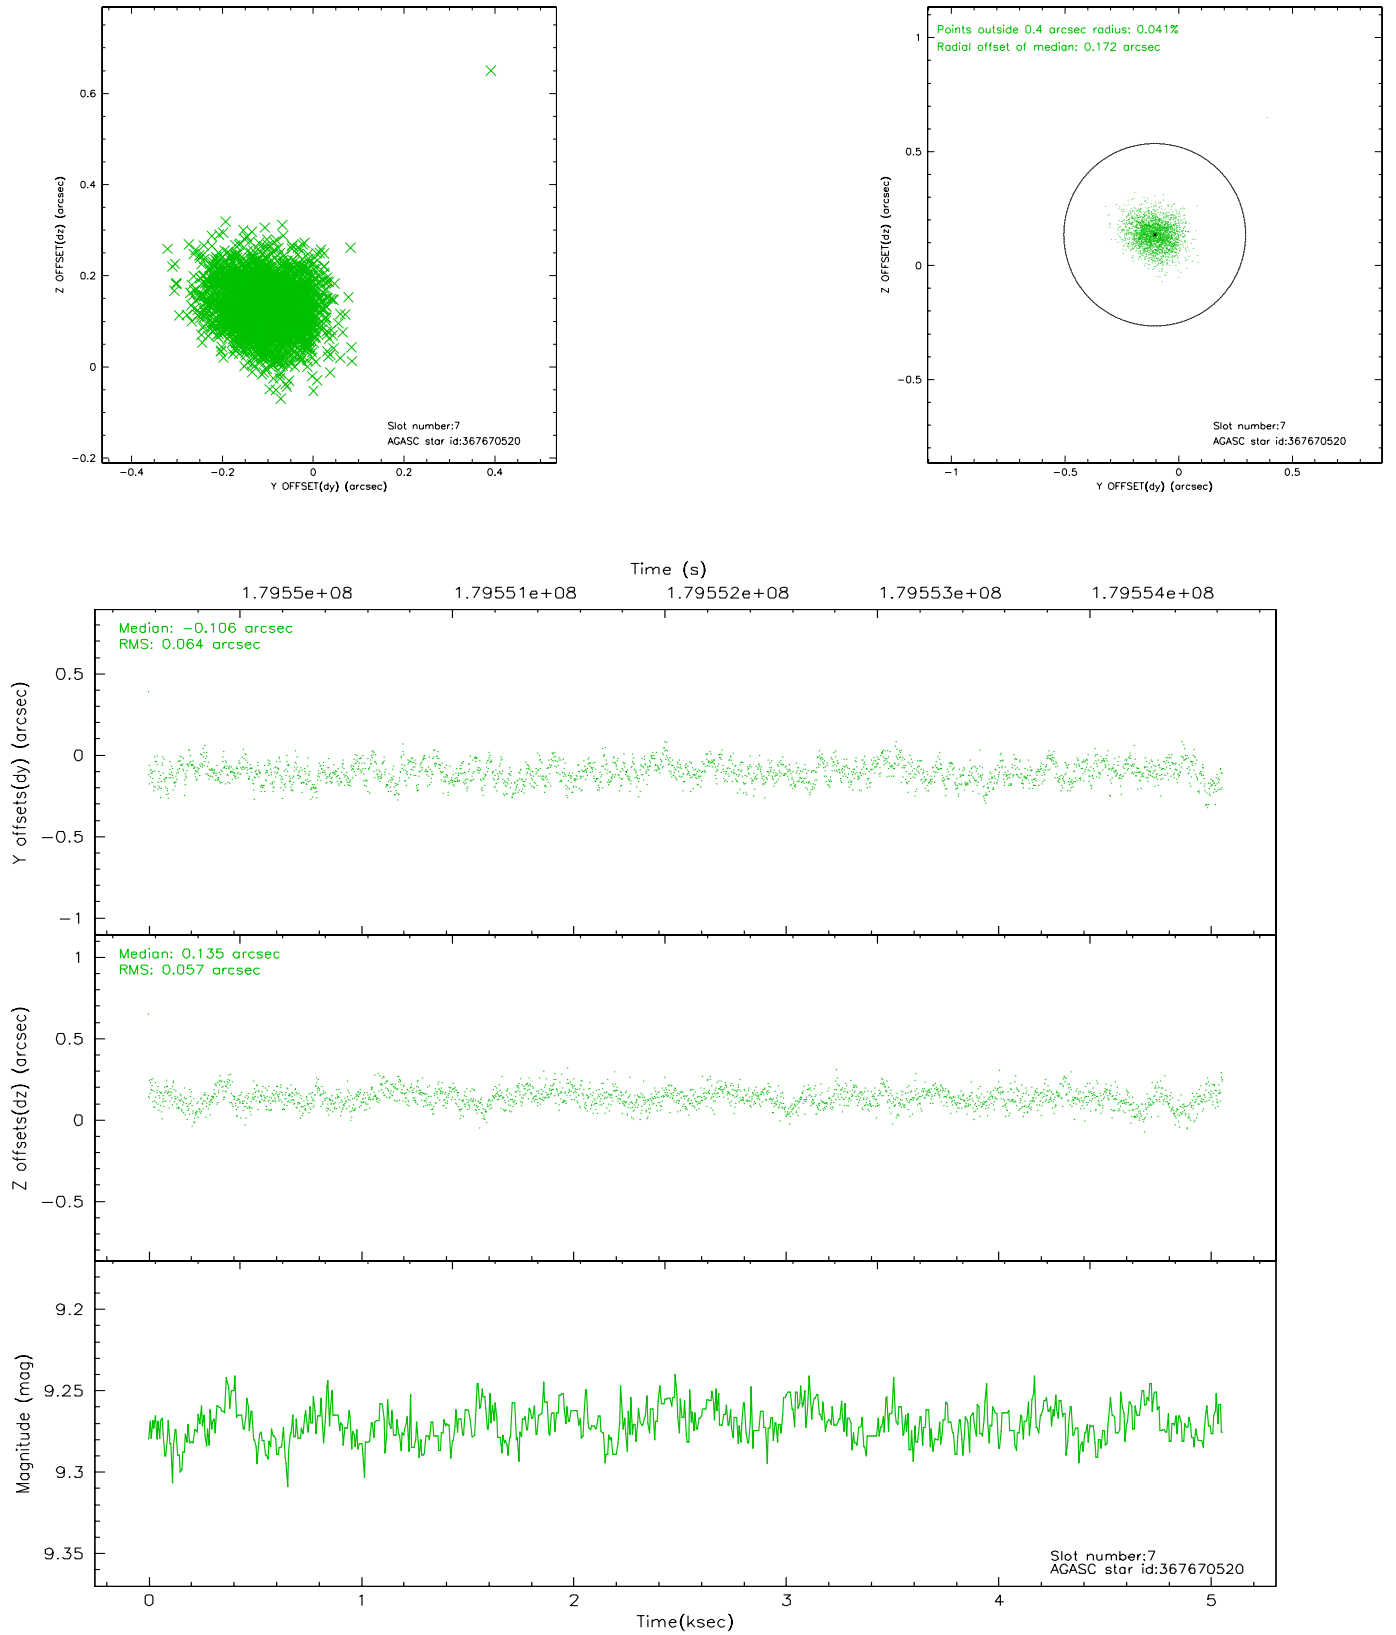 0.6
0.4
0.2
0
−0.2
Z OFFSET(dz) (arcsec)
Slot number:7
AGASC star id:367670520
−0.4 −0.2 0 0.2 0.4
Y OFFSET(dy) (arcsec)
Points outside 0.4 arcsec radius: 0.041%
Radial offset of median: 0.172 arcsec
1
0.5
0
−0.5
Z OFFSET(dz) (arcsec)
Slot number:7
AGASC star id:367670520
−1 −0.5 0 0.5
Y OFFSET(dy) (arcsec)
Time (s)
1.7955e+08 1.79551e+08 1.79552e+08 1.79553e+08 1.79554e+08
Median: −0.106 arcsec
RMS: 0.064 arcsec
0.5
0
−0.5
−1
Y offsets(dy) (arcsec)
Median: 0.135 arcsec
RMS: 0.057 arcsec
1
0.5
0
−0.5
Z offsets(dz) (arcsec)
9.2
9.25
9.3
9.35
Magnitude (mag)
Slot number:7
AGASC star id:367670520
0 1 2 3 4 5
Time(ksec)